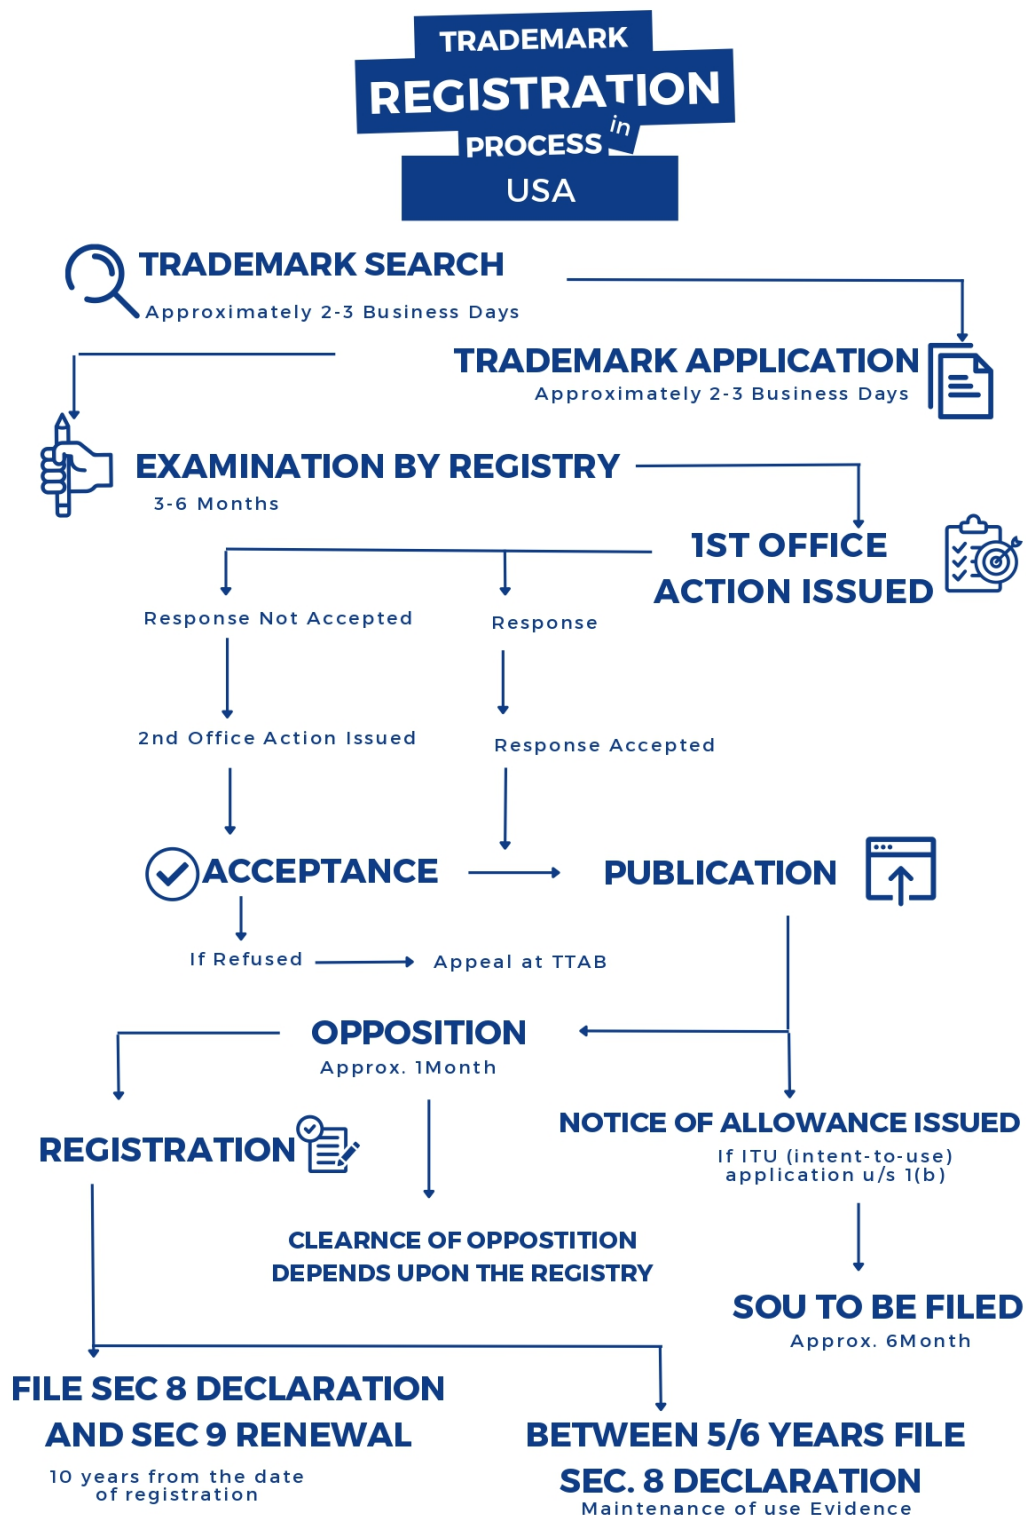 TRADEMARK
REGISTRATION
PROCESS in
USA
TRADEMARK SEARCH
Approximately 2-3 Business Days
TRADEMARK APPLICATION
Approximately 2-3 Business Days
EXAMINATION BY REGISTRY
3-6 Months
1ST OFFICE
ACTION ISSUED
Response Not Accepted
Response
2nd Office Action Issued
Response Accepted
ACCEPTANCE
PUBLICATION
If Refused
Appeal at TTAB
OPPOSITION
Approx. 1Month
NOTICE OF ALLOWANCE ISSUED
If ITU (intent-to-use)
application u/s 1(b)
REGISTRATION
CLEARNCE OF OPPOSTITION
DEPENDS UPON THE REGISTRY
SOU TO BE FILED
Approx. 6Month
FILE SEC 8 DECLARATION
AND SEC 9 RENEWAL
10 years from the date
of registration
BETWEEN 5/6 YEARS FILE
SEC. 8 DECLARATION
Maintenance of use Evidence